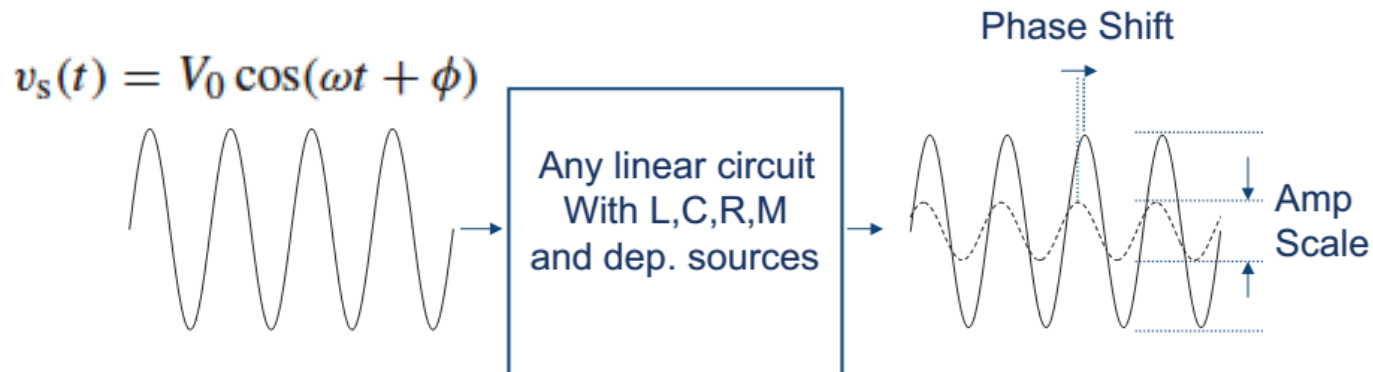 Phase Shift
v_s(t) = V_0 cos(ωt + ϕ)
Any linear circuit
With L,C,R,M
and dep. sources
Amp
Scale